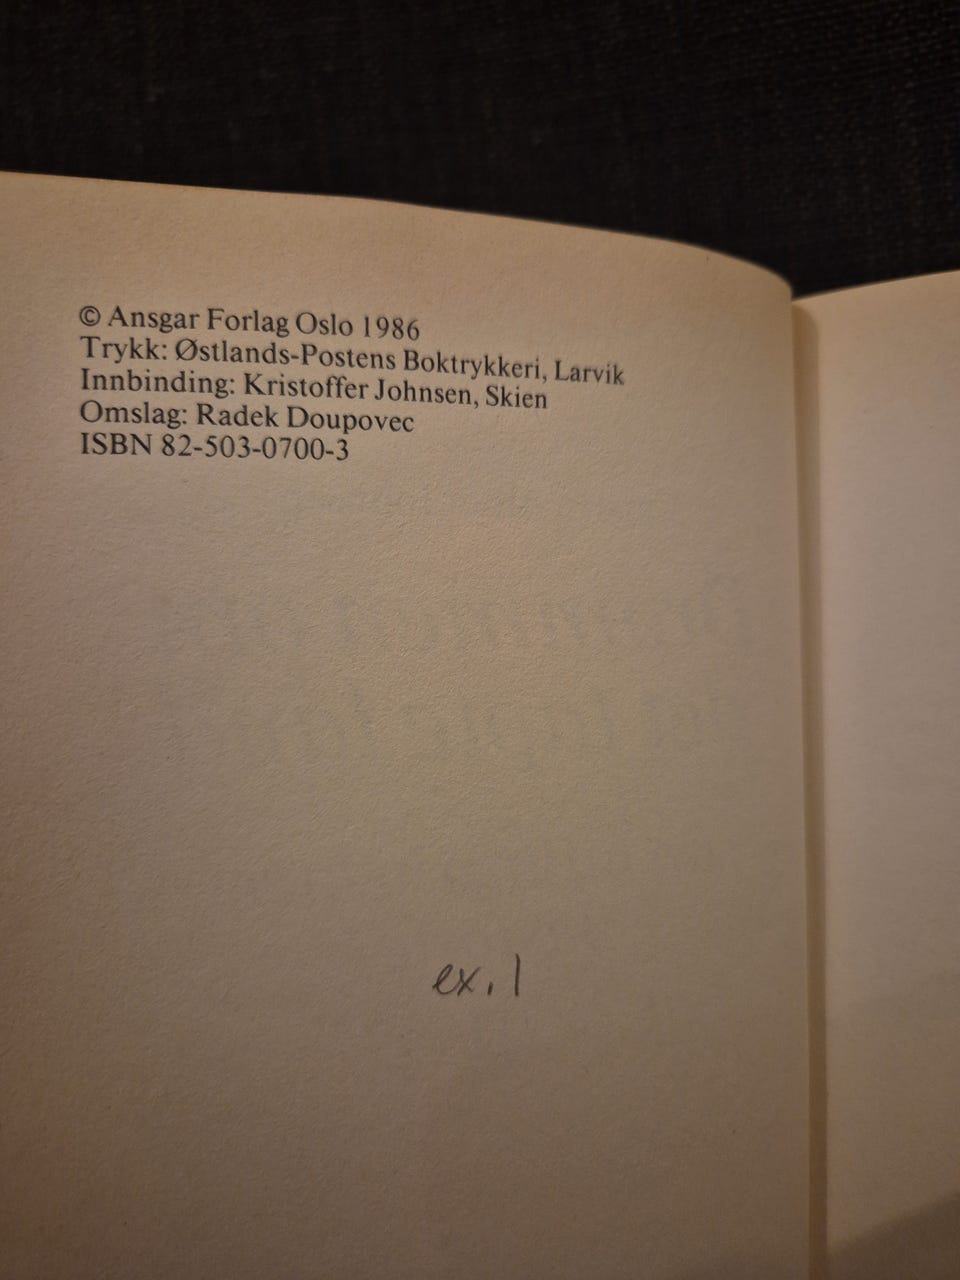 © Ansgar Forlag Oslo 1986
Trykk: Østlands-Postens Boktrykkeri, Larvik
Innbinding: Kristoffer Johnsen, Skien
Omslag: Radek Doupovec
ISBN 82-503-0700-3
ex. 1